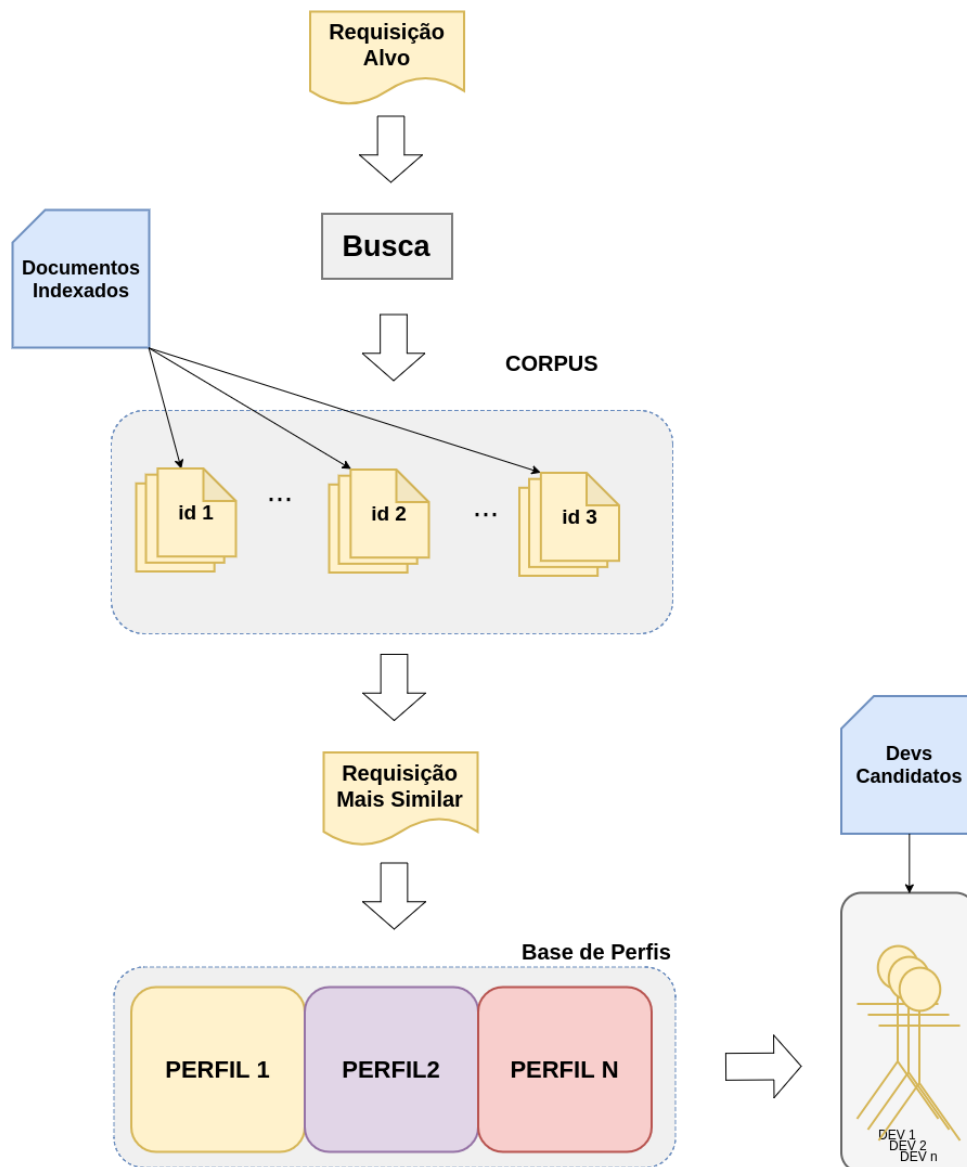 Requisição
Alvo
Busca
Documentos
Indexados
CORPUS
id 1
...
id 2
...
id 3
Requisição
Mais Similar
Devs
Candidatos
Base de Perfis
PERFIL 1
PERFIL2
PERFIL N
DEV 1
DEV 2
DEV n